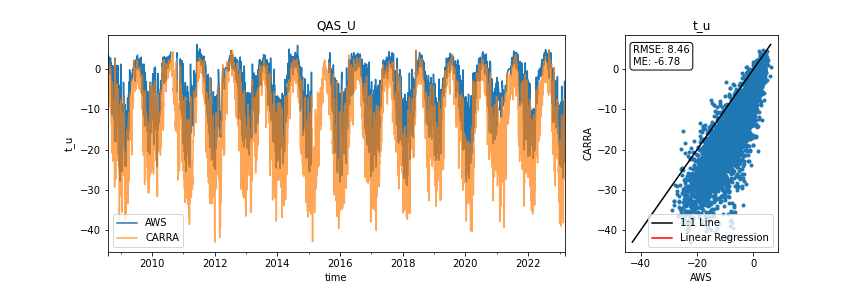 QAS_U
t_u
0
−10
−20
−30
−40
t_u
AWS
CARRA
2010
2012
2014
2016
2018
2020
2022
time
t_u
RMSE: 8.46
ME: -6.78
0
−10
−20
−30
−40
CARRA
1:1 Line
Linear Regression
−40
−20
0
AWS